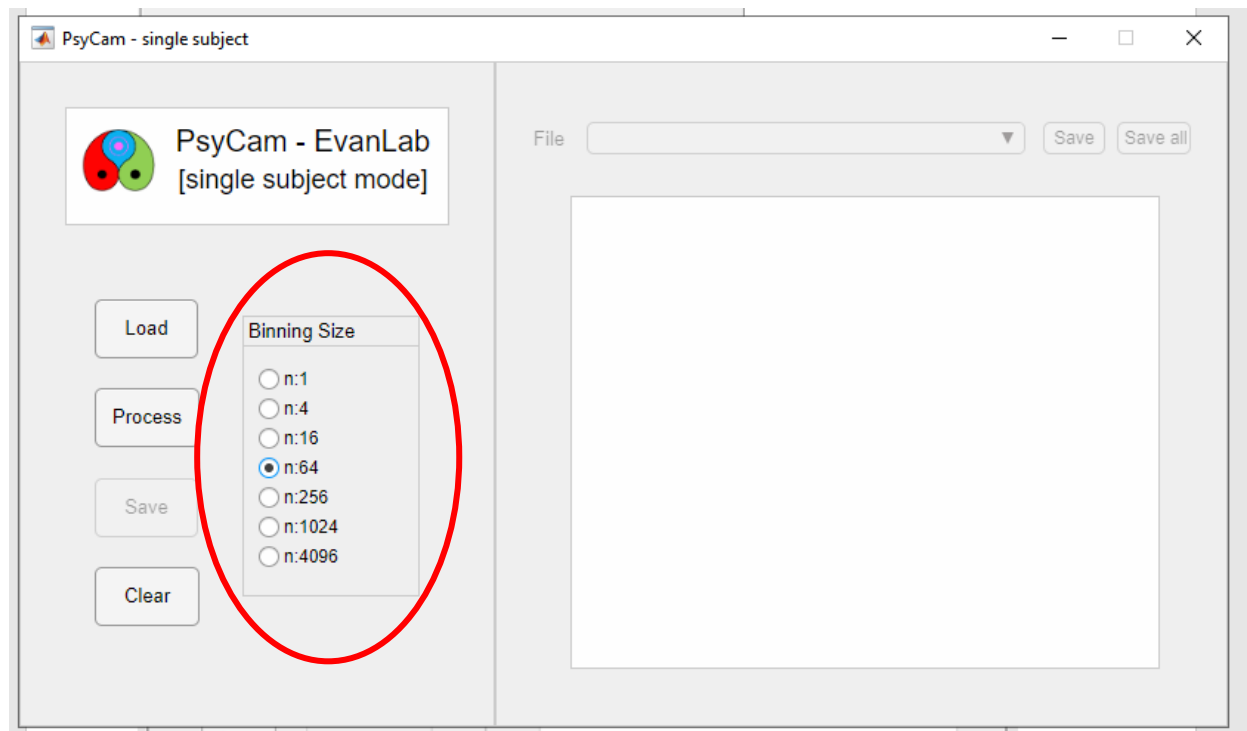 PsyCam - single subject
PsyCam - EvanLab
[single subject mode]
File
Save
Save all
Load
Binning Size
n:1
n:4
Process
n:16
n:64
Save
n:256
n:1024
n:4096
Clear